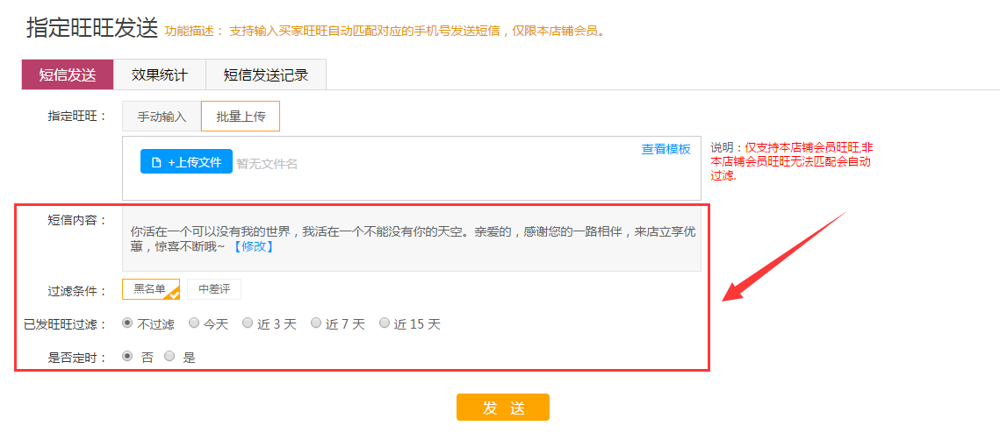 指定旺旺发送 功能描述： 支持输入买家旺旺自动匹配对应的手机号发送短信，仅限本店铺会员。
短信发送 效果统计 短信发送记录
指定旺旺： 手动输入 批量上传
+上传文件 暂无文件名 查看模板
说明：仅支持本店铺会员旺旺,非
本店铺会员旺旺无法匹配会自动
过滤.
短信内容：
你活在一个可以没有我的世界，我活在一个不能没有你的天空。亲爱的，感谢您的一路相伴，来店立享优
蕙，惊喜不断哦~ 【修改】
过滤条件： 黑名单 中差评
已发旺旺过滤： 不过滤 今天 近 3 天 近 7 天 近 15 天
是否定时： 否 是
发 送